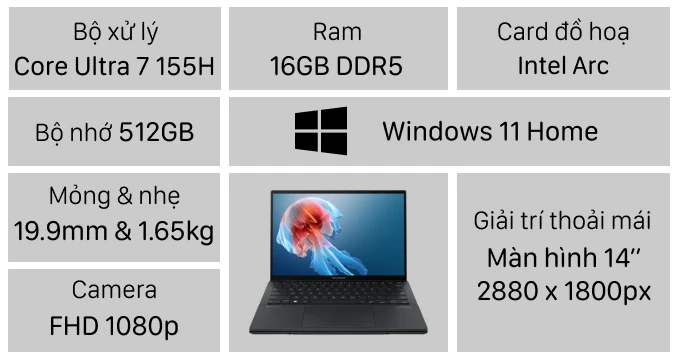 Bộ xử lý
Core Ultra 7 155H
Ram
16GB DDR5
Card đồ hoạ
Intel Arc
Bộ nhớ 512GB
Windows 11 Home
Mỏng & nhẹ
19.9mm & 1.65kg
Giải trí thoải mái
Màn hình 14’’
2880 x 1800px
Camera
FHD 1080p